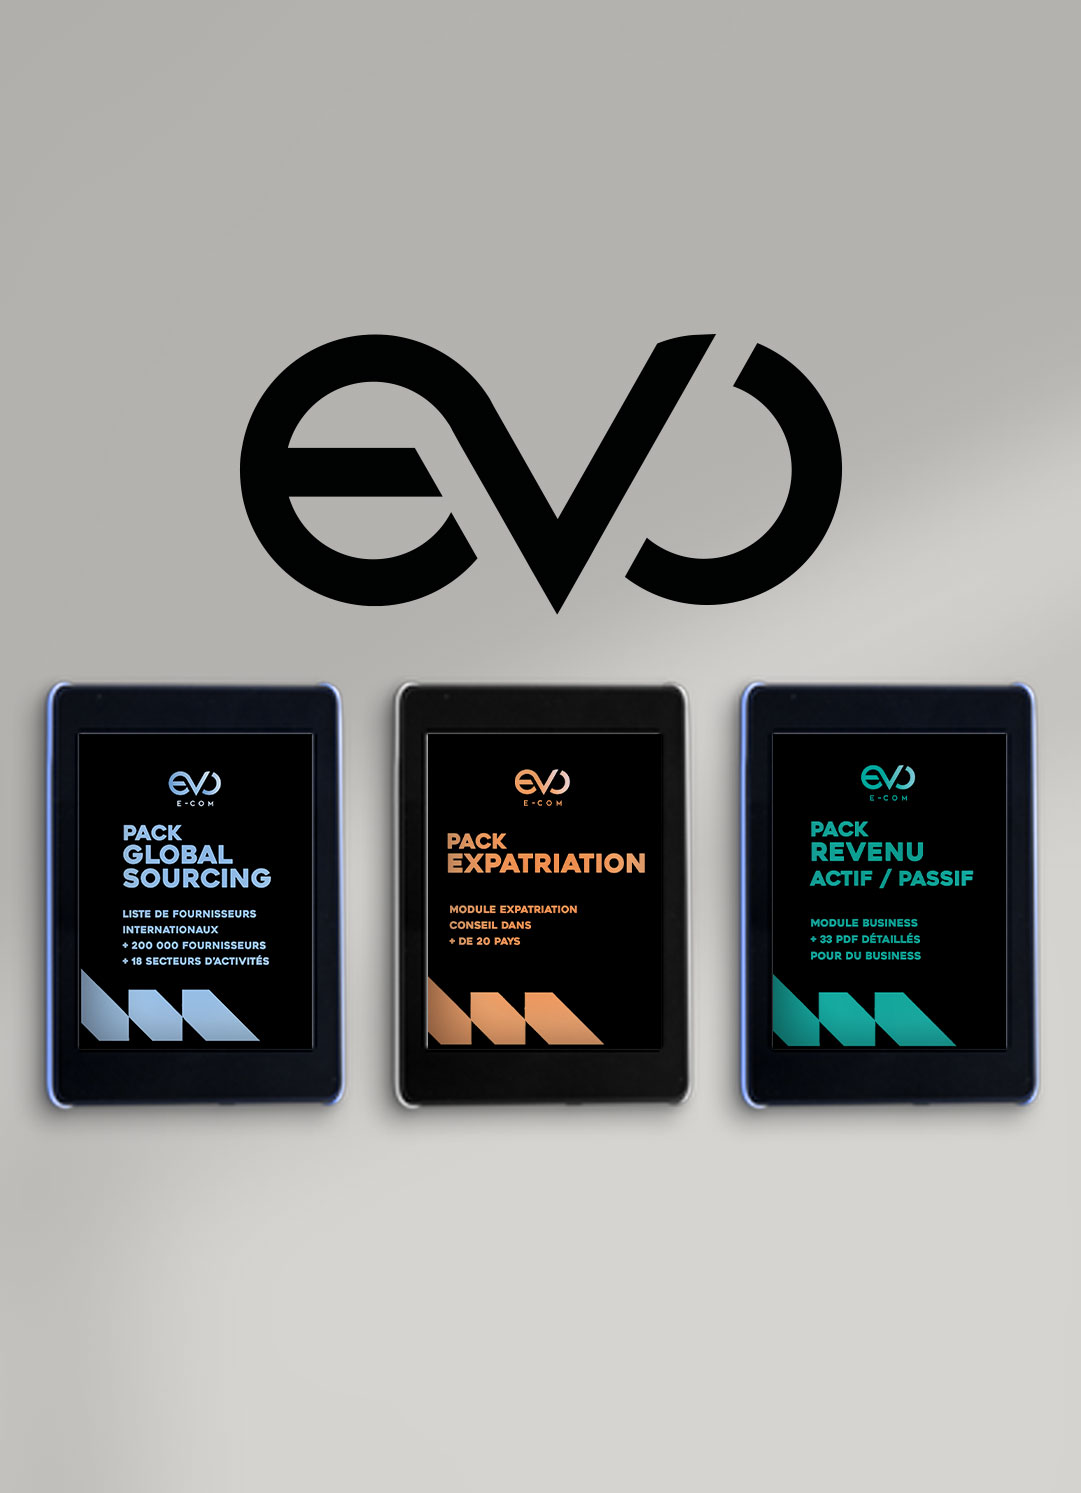 EVO
EVO
E-COM
PACK
GLOBAL
SOURCING
LISTE DE FOURNISSEURS
INTERNATIONAUX
+ 200 000 FOURNISSEURS
+ 18 SECTEURS D'ACTIVITÉS
EVO
E-COM
PACK
EXPATRIATION
MODULE EXPATRIATION
CONSEIL DANS
+ DE 20 PAYS
EVO
E-COM
PACK
REVENU
ACTIF / PASSIF
MODULE BUSINESS
+ 33 PDF DÉTAILLÉS
POUR DU BUSINESS